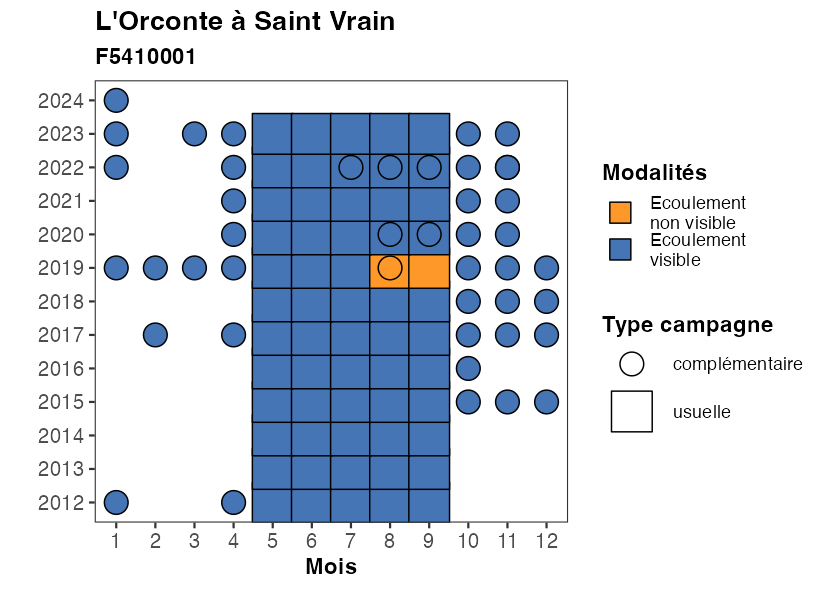 L'Orconte à Saint Vrain
F5410001
2024
2023
2022
2021
2020
2019
2018
2017
2016
2015
2014
2013
2012
1 2 3 4 5 6 7 8 9 10 11 12
Mois
Modalités
Ecoulement
non visible
Ecoulement
visible
Type campagne
complémentaire
usuelle